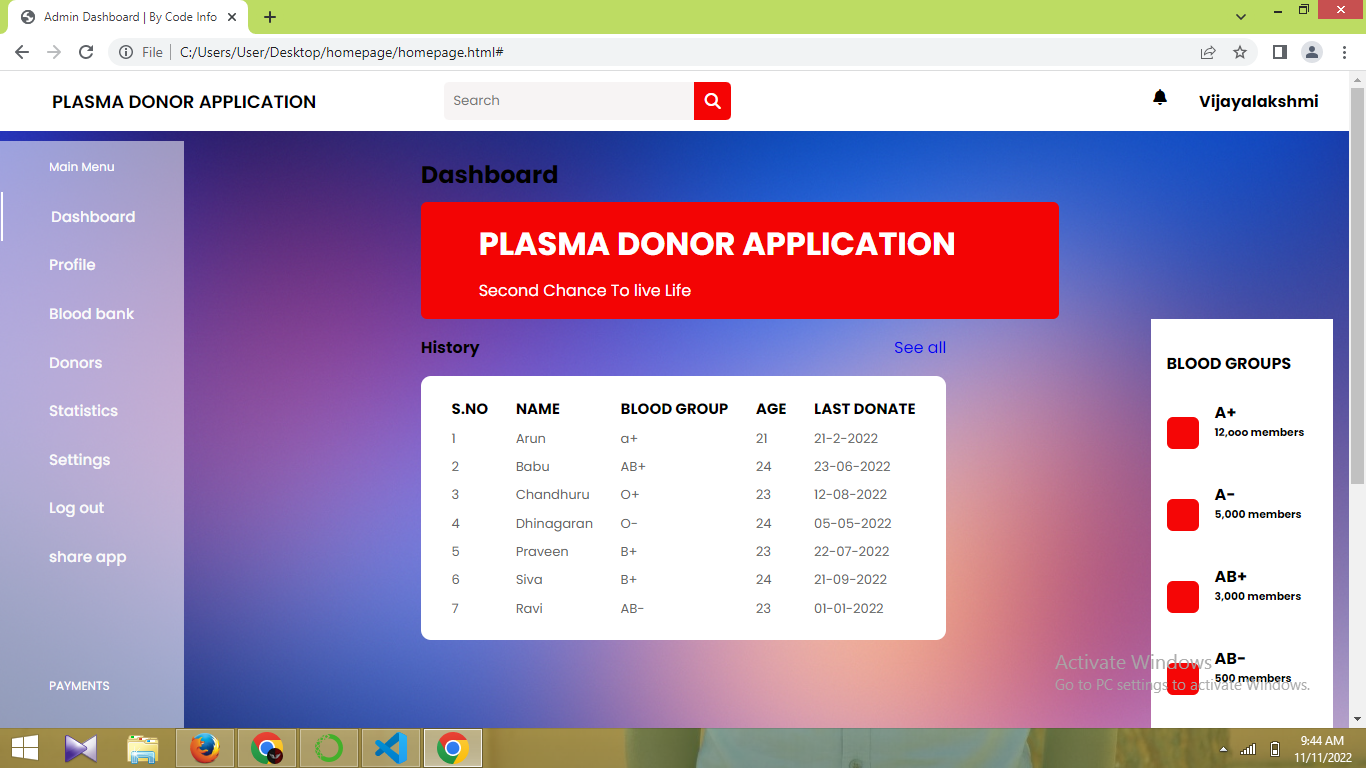 Admin Dashboard | By Code Info
File
C:/Users/User/Desktop/homepage/homepage.html#
PLASMA DONOR APPLICATION
Search
Vijayalakshmi
Main Menu
Dashboard
Profile
Blood bank
Donors
Statistics
Settings
Log out
share app
PAYMENTS
Dashboard
PLASMA DONOR APPLICATION
Second Chance To live Life
History
See all
S.NO NAME BLOOD GROUP AGE LAST DONATE
1 Arun a+ 21 21-2-2022
2 Babu AB+ 24 23-06-2022
3 Chandhuru O+ 23 12-08-2022
4 Dhinagaran O- 24 05-05-2022
5 Praveen B+ 23 22-07-2022
6 Siva B+ 24 21-09-2022
7 Ravi AB- 23 01-01-2022
BLOOD GROUPS
A+
12,ooo members
A-
5,000 members
AB+
3,000 members
AB-
500 members
Activate Windows
Go to PC settings to activate Windows.
9:44 AM
11/11/2022